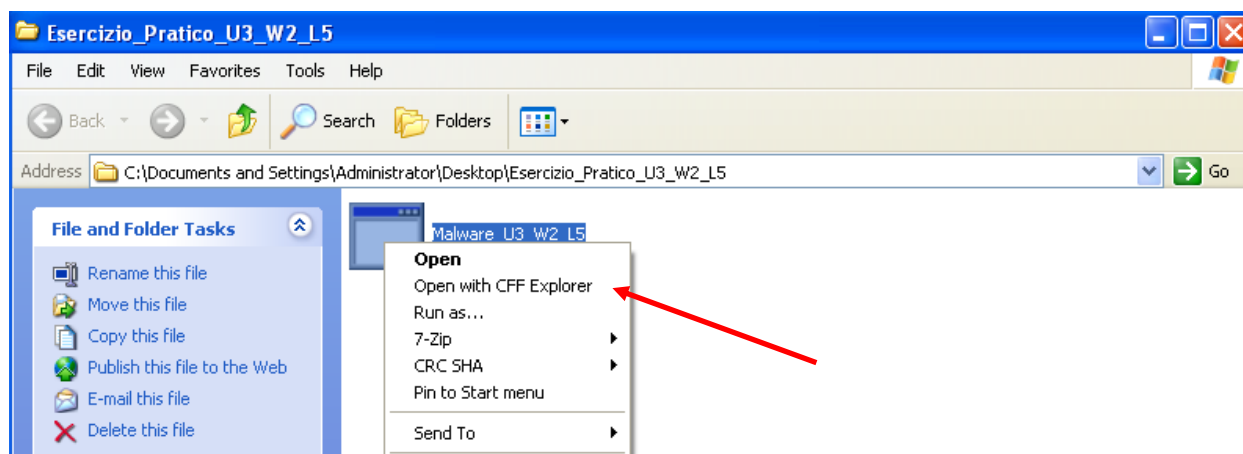 Esercizio_Pratico_U3_W2_L5
File Edit View Favorites Tools Help
Back Search Folders
Address C:\Documents and Settings\Administrator\Desktop\Esercizio_Pratico_U3_W2_L5 Go
File and Folder Tasks
Rename this file
Move this file
Copy this file
Publish this file to the Web
E-mail this file
Delete this file
Malware_U3_W2_L5
Open
Open with CFF Explorer
Run as...
7-Zip
CRC SHA
Pin to Start menu
Send To